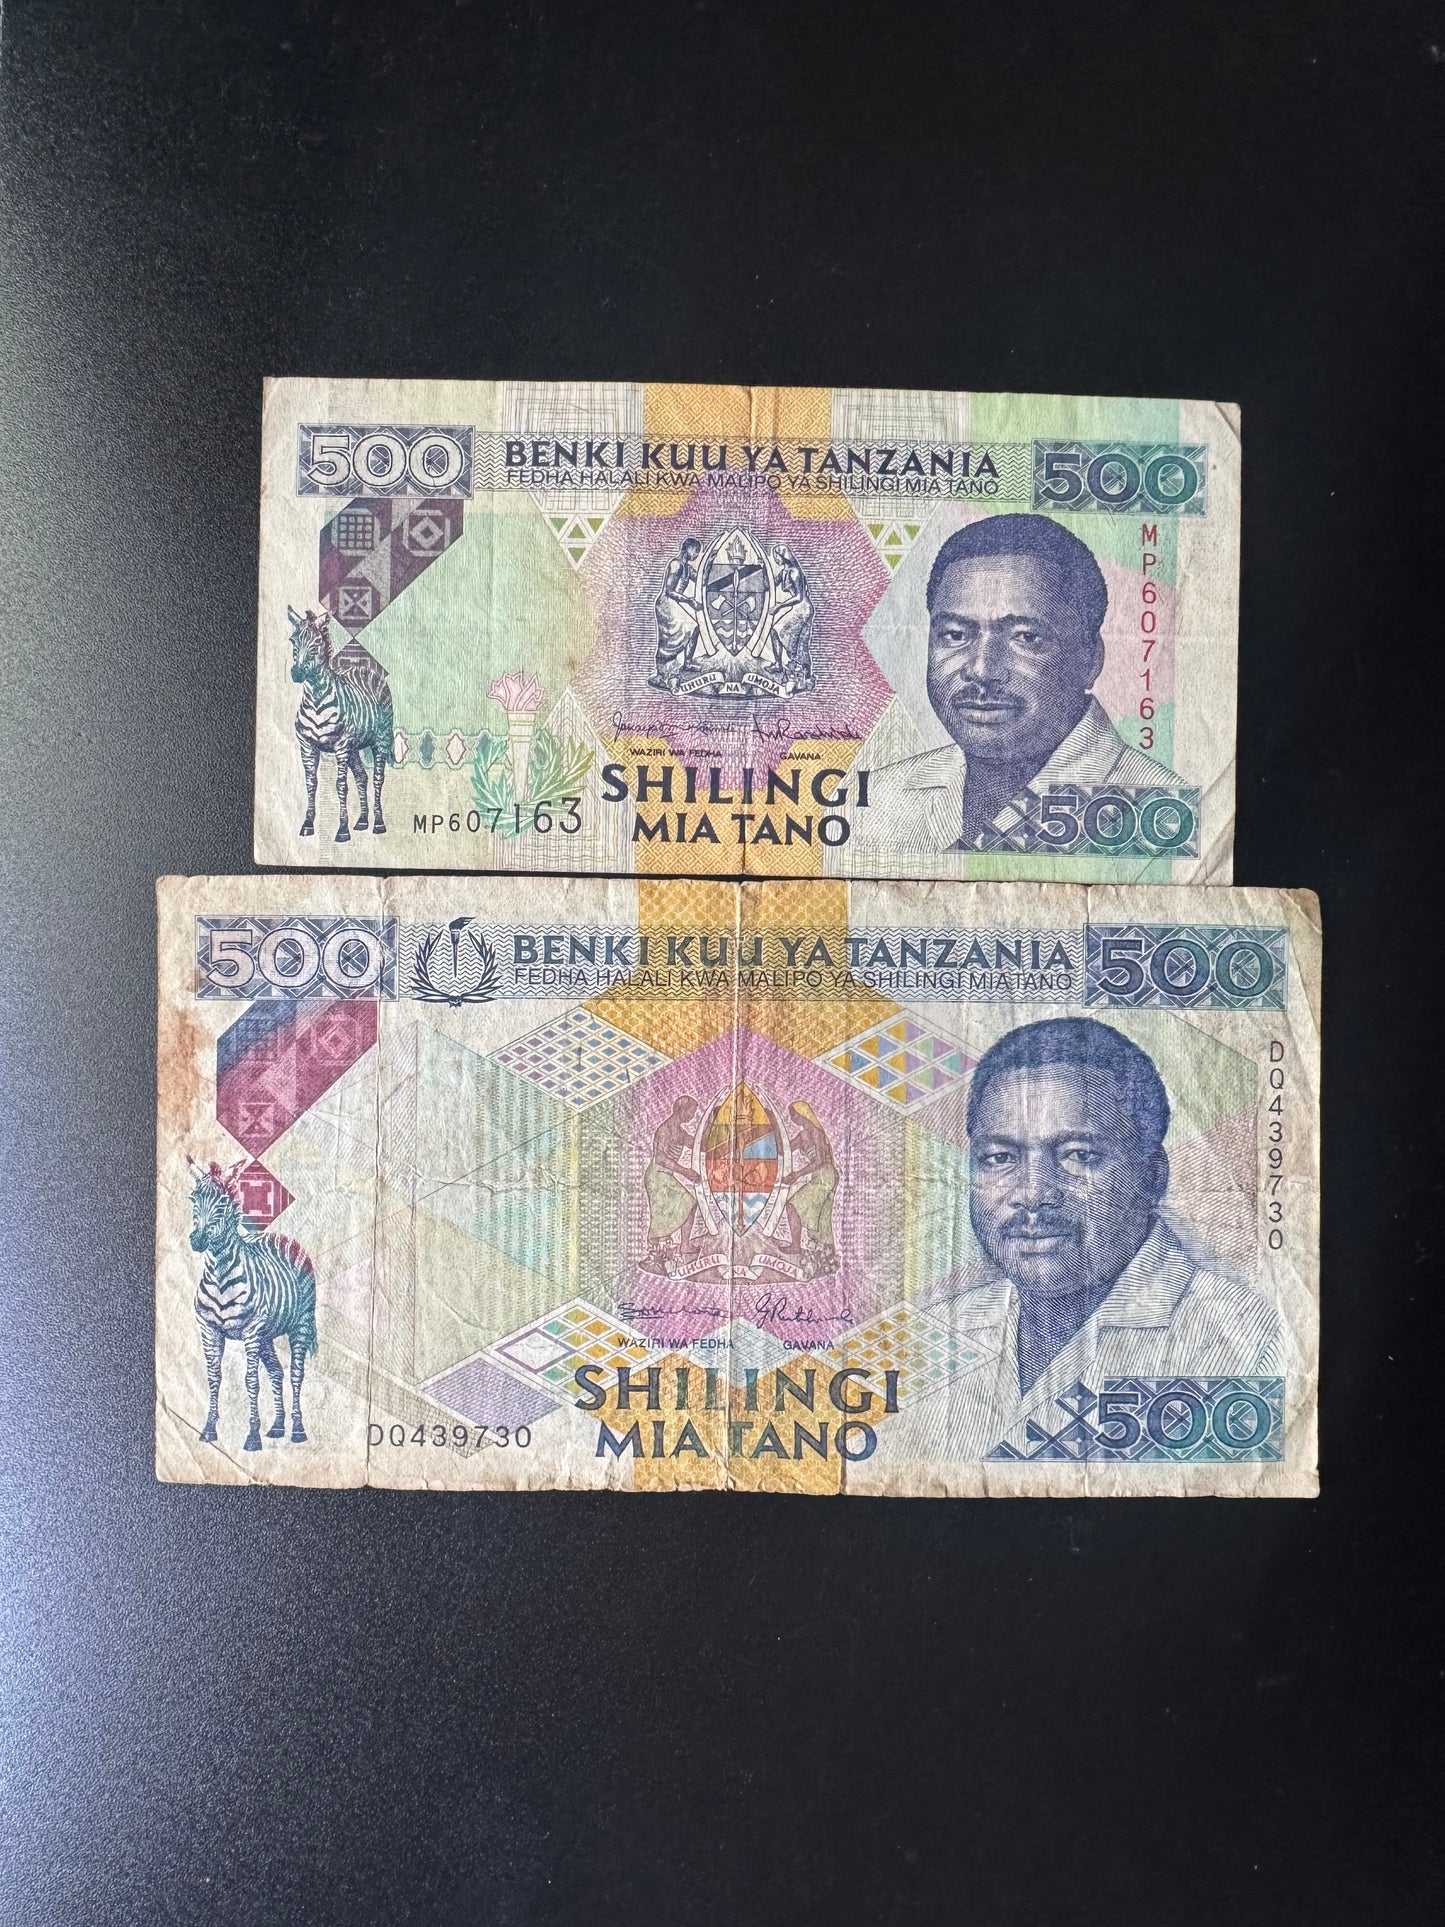 500 BENKI KUU YA TANZANIA 500
FEDHA HALALI KWA MALIPO YA SHILINGI MIA TANO
MP607163
UHURU NA UMOJA
WAZIRI WA FEDHA GAVANA
SHILINGI
MIA TANO
MP607163
500
500 BENKI KUU YA TANZANIA 500
FEDHA HALALI KWA MALIPO YA SHILINGI MIA TANO
DQ439730
UHURU NA UMOJA
WAZIRI WA FEDHA GAVANA
SHILINGI
MIA TANO
DQ439730
500